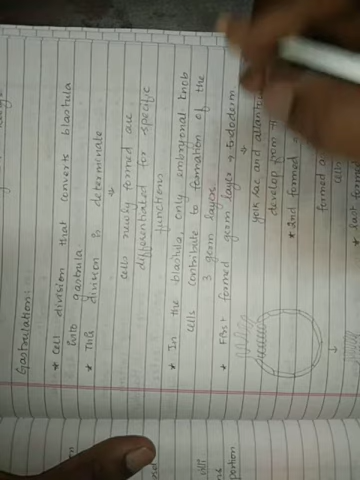 Gastrulation:
* Cell division that converts blastula
into gastrula.
* This division is determinate
↓
cells newly formed are
differentiated for specific
functions
* In the blastula, only embryonal knob
cells contribute to formation of the
3 germ layers.
* First formed germ layer → Endoderm
↓
yolk sac and allantois
develop from
* 2nd formed
formed a
cells
* last form
portion